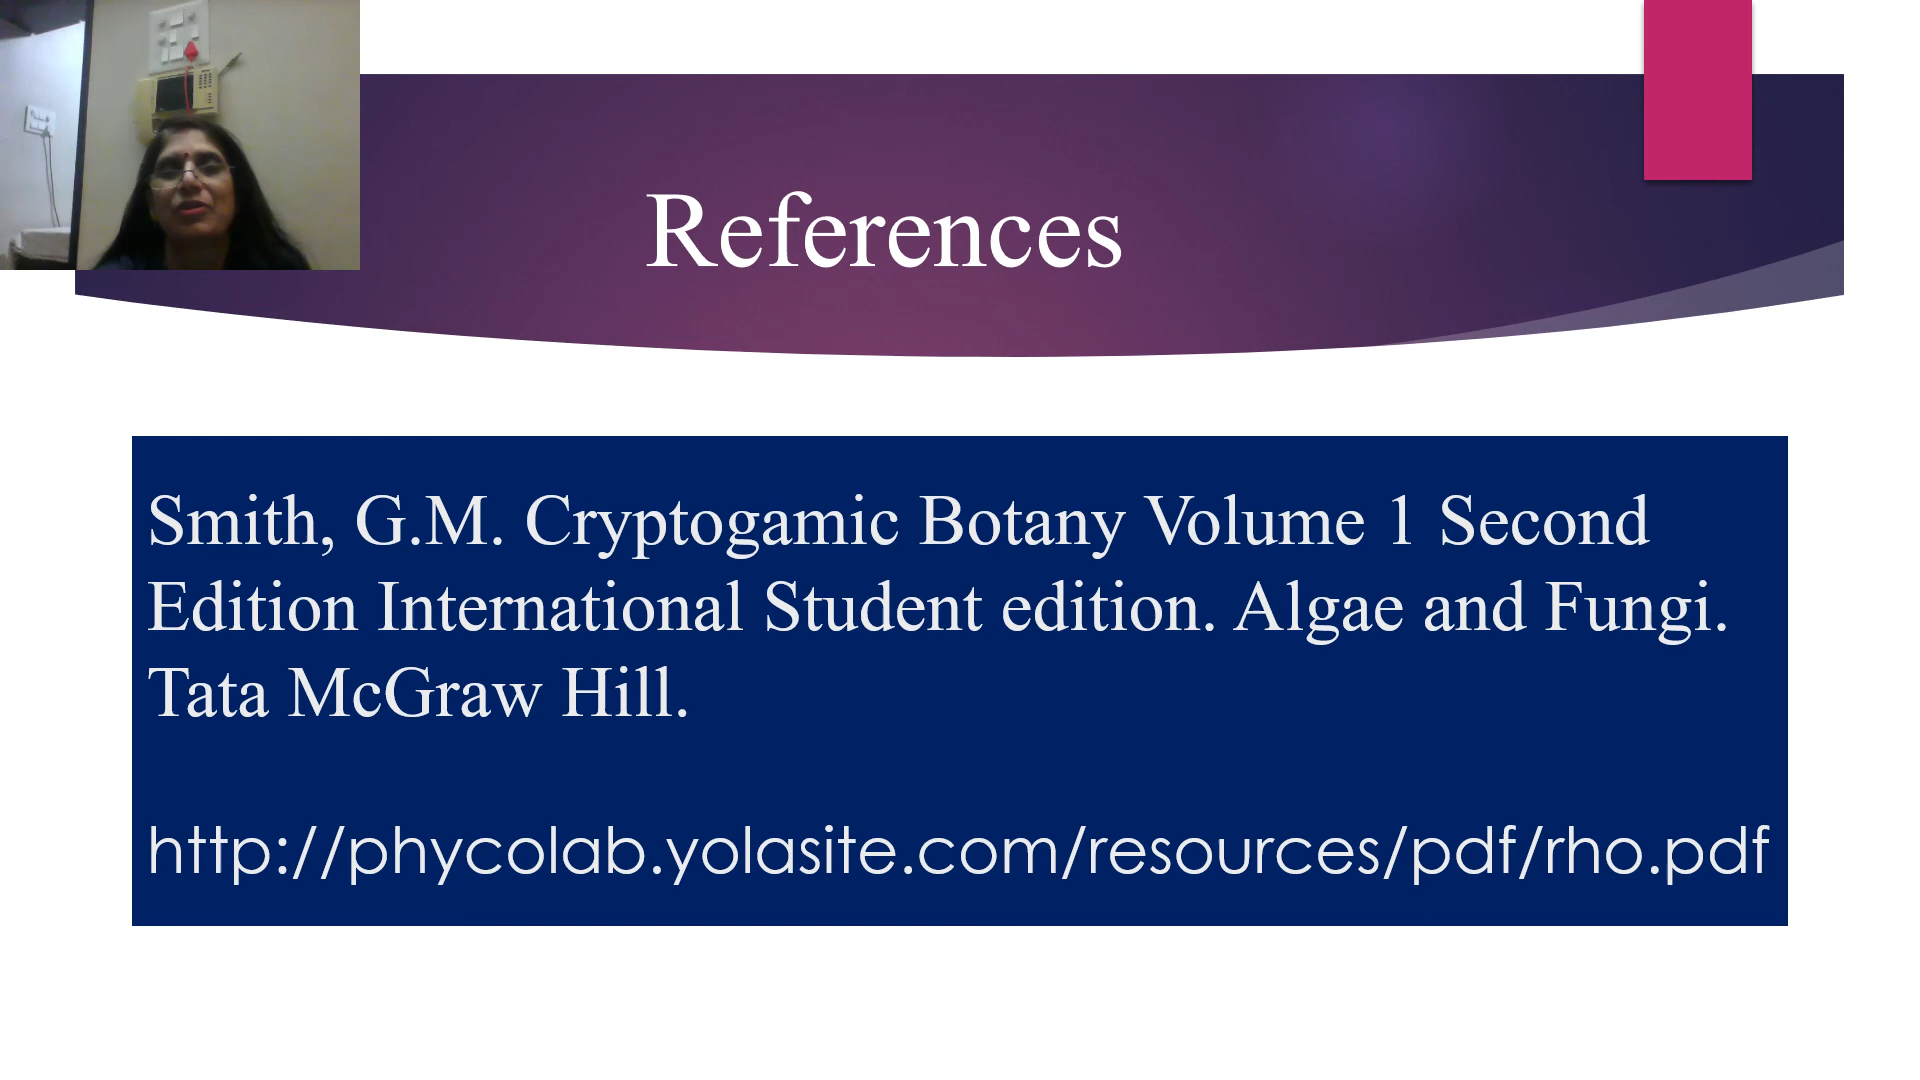 References
Smith, G.M. Cryptogamic Botany Volume 1 Second
Edition International Student edition. Algae and Fungi.
Tata McGraw Hill.
http://phycolab.yolasite.com/resources/pdf/rho.pdf